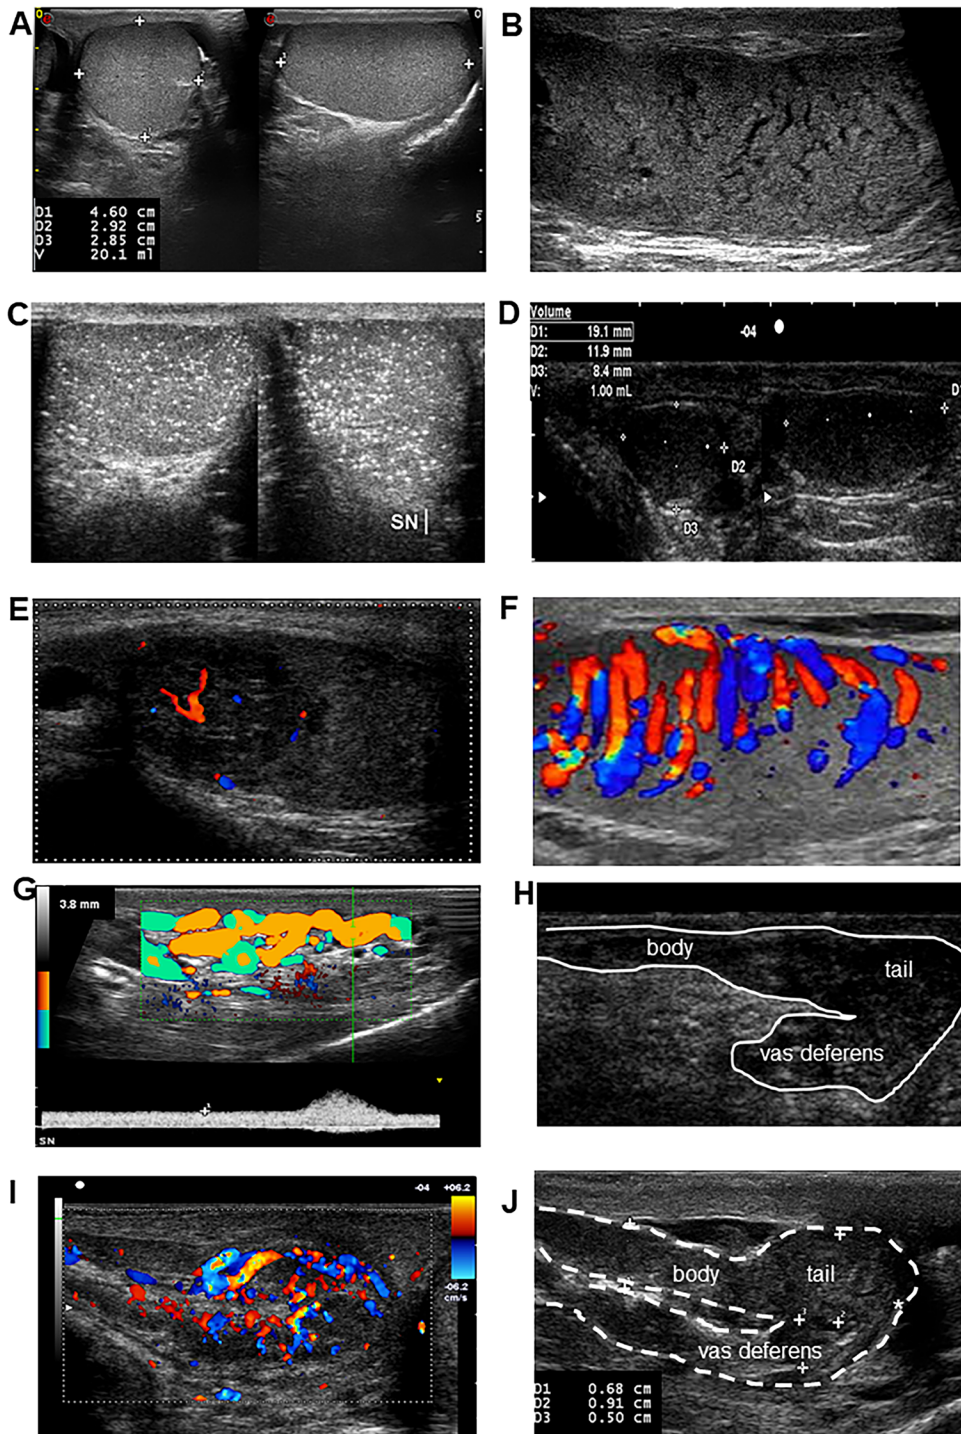 A
0
0
D1 4.60 cm
D2 2.92 cm
D3 2.85 cm
V 20.1 ml
5
B
C
SN
D
Volume
D1: 19.1 mm
D2: 11.9 mm
D3: 8.4 mm
V: 1.00 mL
-04
D2
D3
E
F
G
3.8 mm
SN
H
body
tail
vas deferens
I
-04 +06.2
-06.2
cm/s
J
body tail
vas deferens
D1 0.68 cm
D2 0.91 cm
D3 0.50 cm